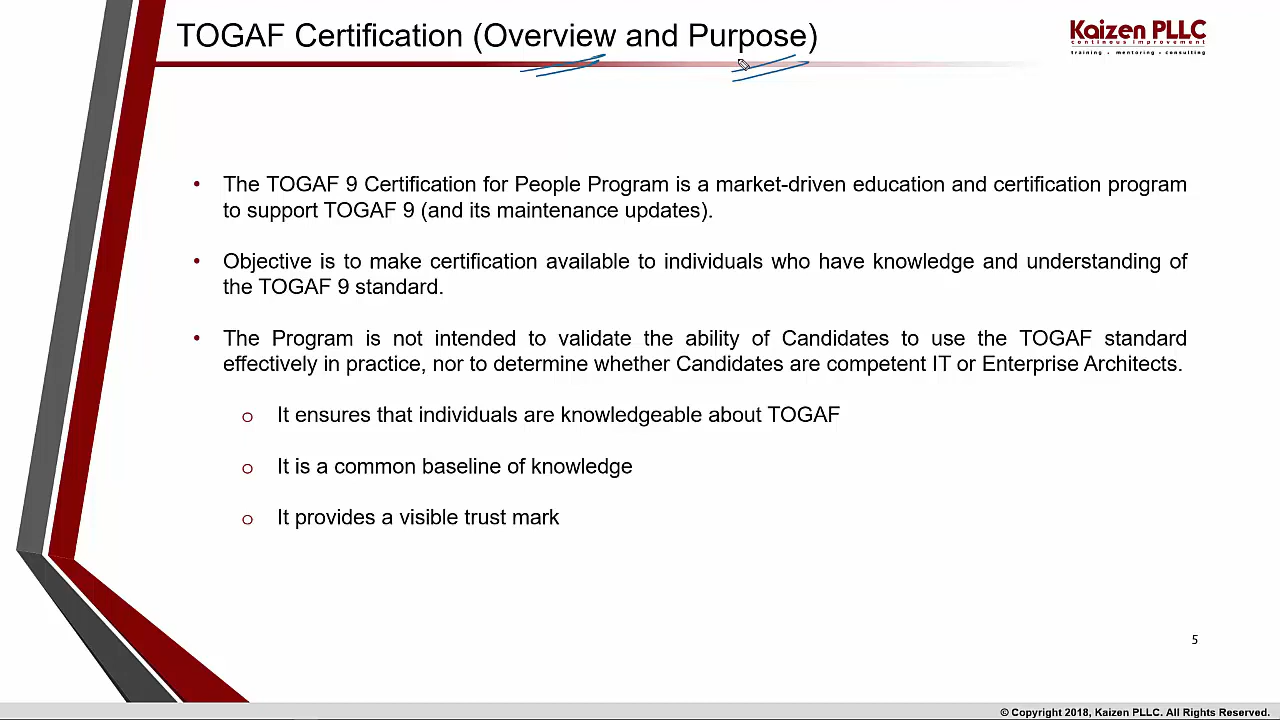 TOGAF Certification (Overview and Purpose)
Kaizen PLLC
continuous improvement
training • mentoring • consulting
• The TOGAF 9 Certification for People Program is a market-driven education and certification program
to support TOGAF 9 (and its maintenance updates).
• Objective is to make certification available to individuals who have knowledge and understanding of
the TOGAF 9 standard.
• The Program is not intended to validate the ability of Candidates to use the TOGAF standard
effectively in practice, nor to determine whether Candidates are competent IT or Enterprise Architects.
o It ensures that individuals are knowledgeable about TOGAF
o It is a common baseline of knowledge
o It provides a visible trust mark
5
© Copyright 2018, Kaizen PLLC. All Rights Reserved.